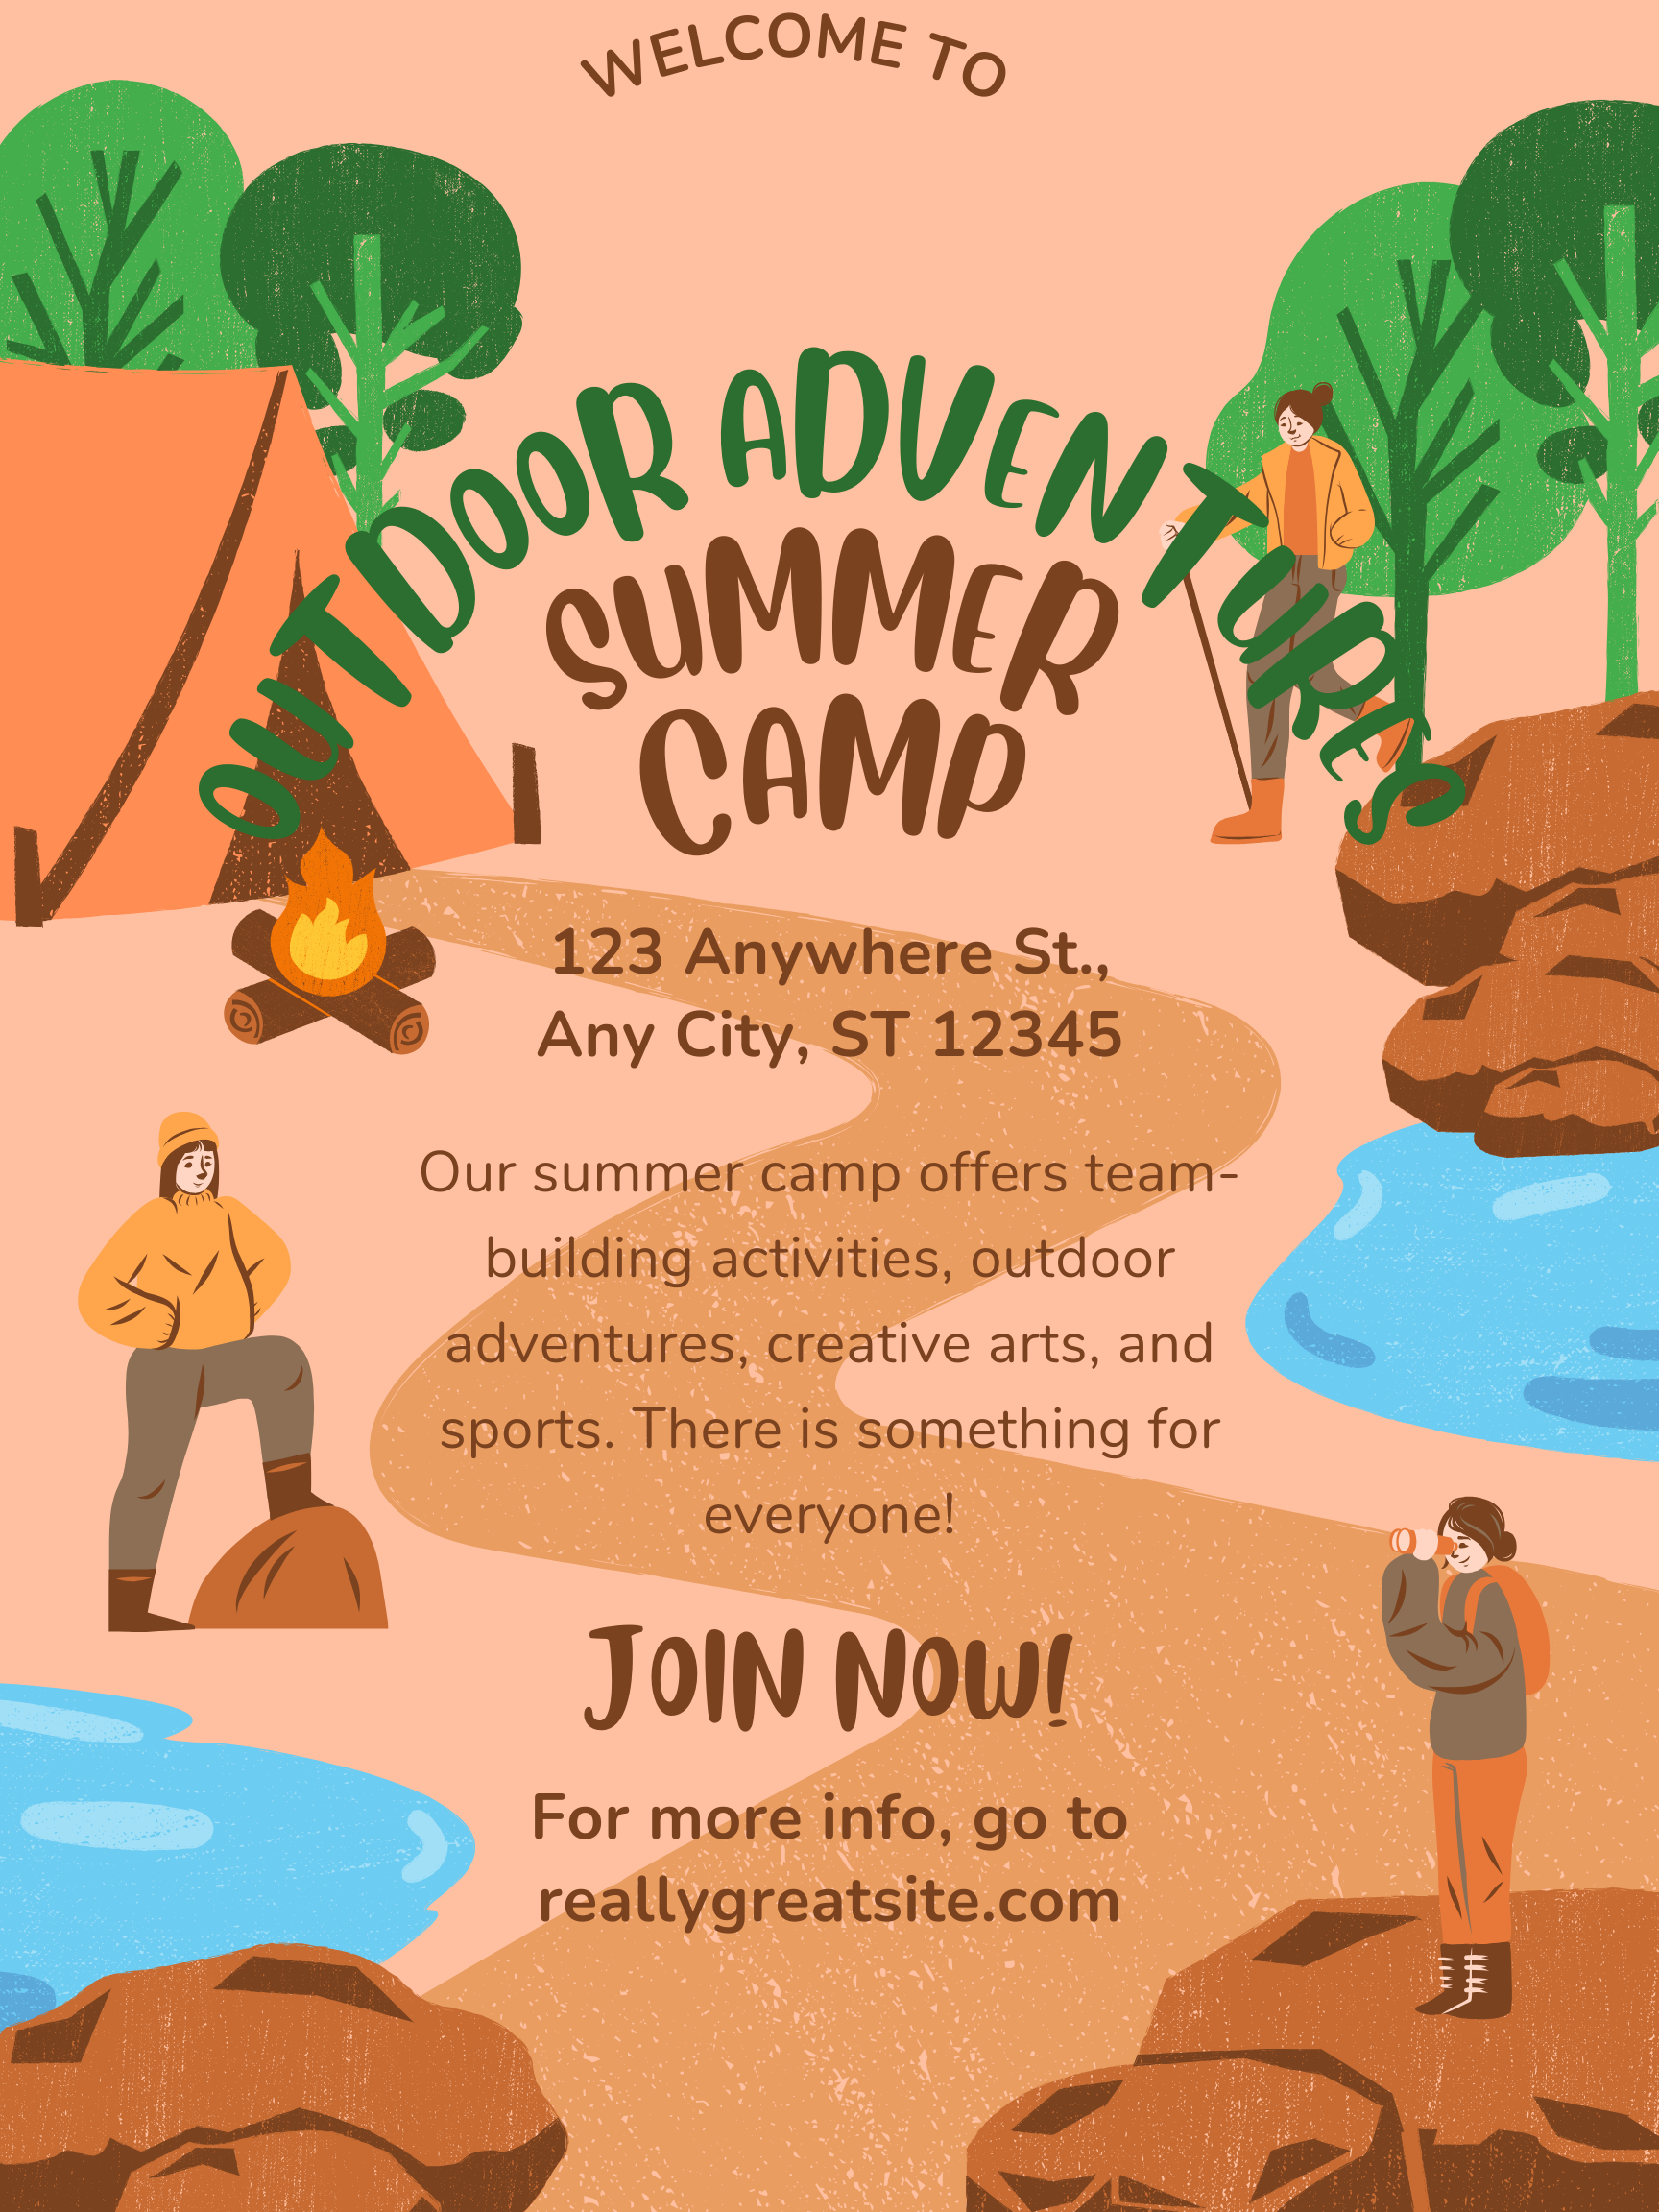 WELCOME TO
OUTDOOR ADVENTURES
SUMMER
CAMP
123 Anywhere St.,
Any City, ST 12345
Our summer camp offers team-
building activities, outdoor
adventures, creative arts, and
sports. There is something for
everyone!
JOIN NOW!
For more info, go to
reallygreatsite.com